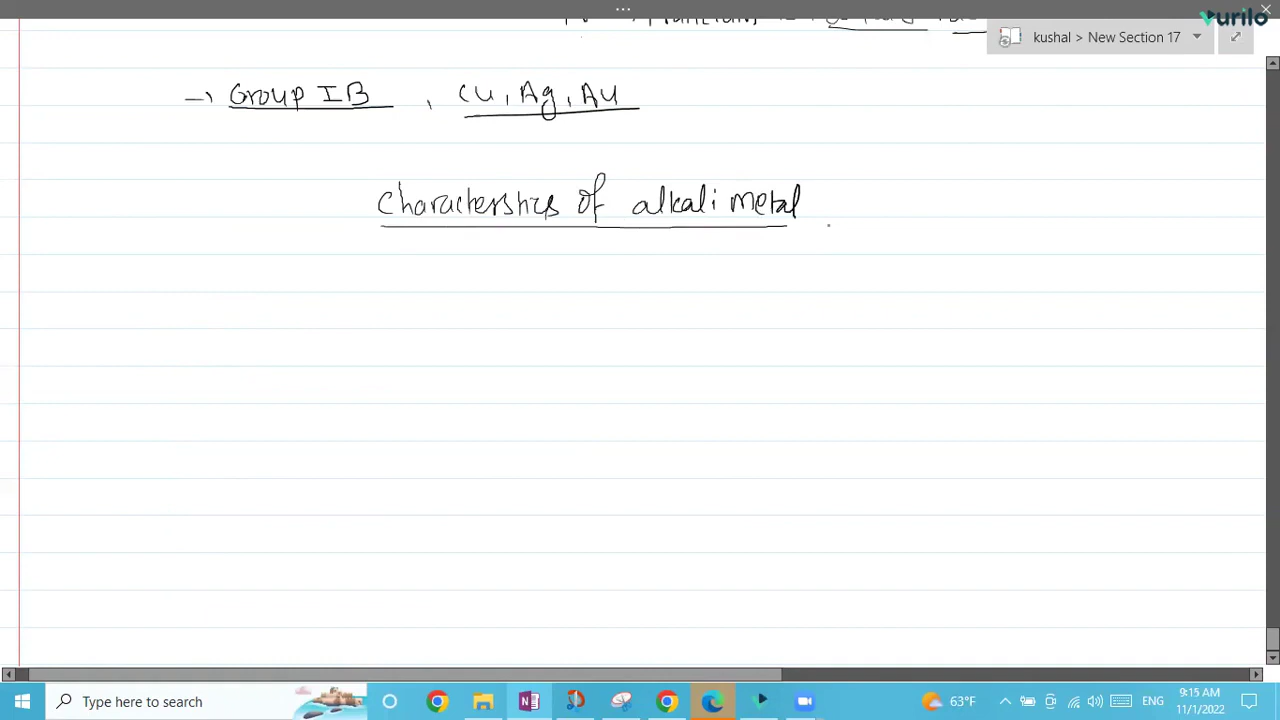 ...
Vurilo
kushal > New Section 17
→ Group IB , Cu, Ag, Au
Characterstics of alkali metal
Type here to search
63°F
ENG
9:15 AM
11/1/2022